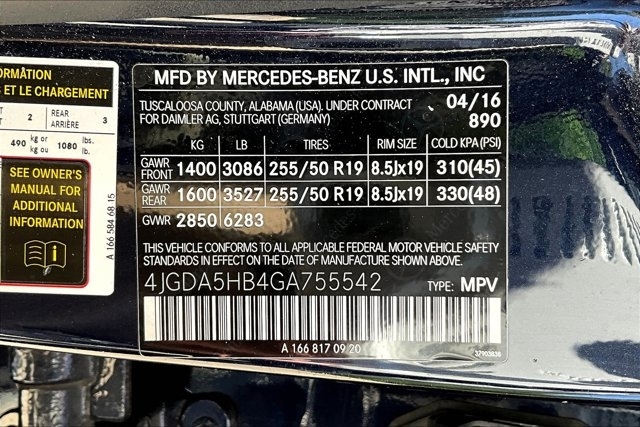 ORMATION
S ET LE CHARGEMENT
T 2 REAR ARRIÈRE 3
490 kg or kg ou 1080 lbs. lb.
SEE OWNER'S
MANUAL FOR
ADDITIONAL
INFORMATION
A 166 584 68 15
MFD BY MERCEDES-BENZ U.S. INTL., INC
TUSCALOOSA COUNTY, ALABAMA (USA). UNDER CONTRACT 04/16
FOR DAIMLER AG, STUTTGART (GERMANY) 890
KG LB TIRES RIM SIZE COLD KPA (PSI)
GAWR FRONT 1400 3086 255/50 R19 8.5Jx19 310(45)
GAWR REAR 1600 3527 255/50 R19 8.5Jx19 330(48)
GVWR 2850 6283
THIS VEHICLE CONFORMS TO ALL APPLICABLE FEDERAL MOTOR VEHICLE SAFETY
STANDARDS IN EFFECT ON THE DATE OF MANUFACTURE SHOWN ABOVE.
4JGDA5HB4GA755542 TYPE: MPV
A 166 817 09 20
37903836